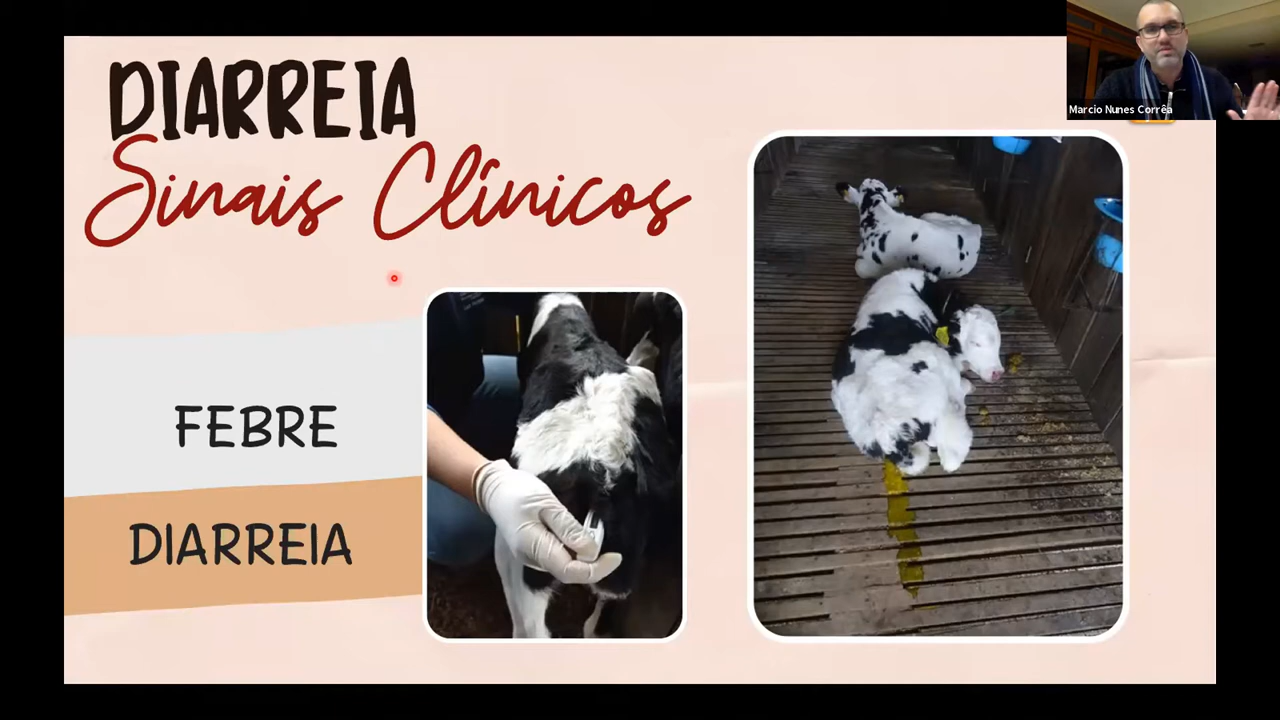 DIARREIA
Sinais Clínicos
FEBRE
DIARREIA
Marcio Nunes Corrêa